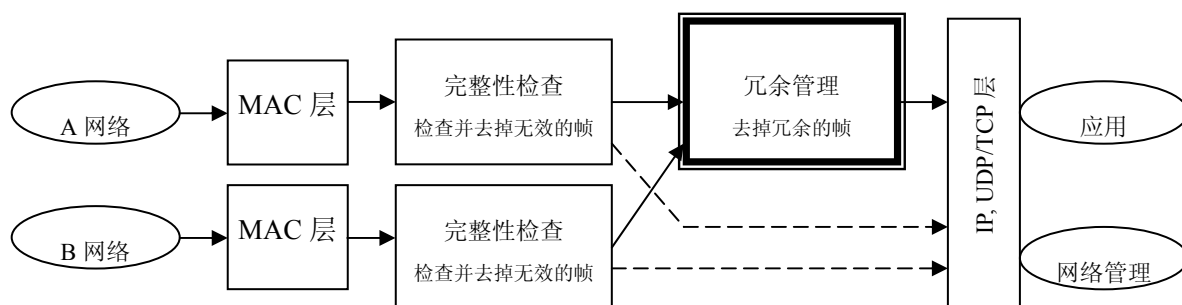 A 网络
MAC 层
完整性检查
检查并去掉无效的帧
冗余管理
去掉冗余的帧
IP, UDP/TCP 层
应用
B 网络
MAC 层
完整性检查
检查并去掉无效的帧
网络管理